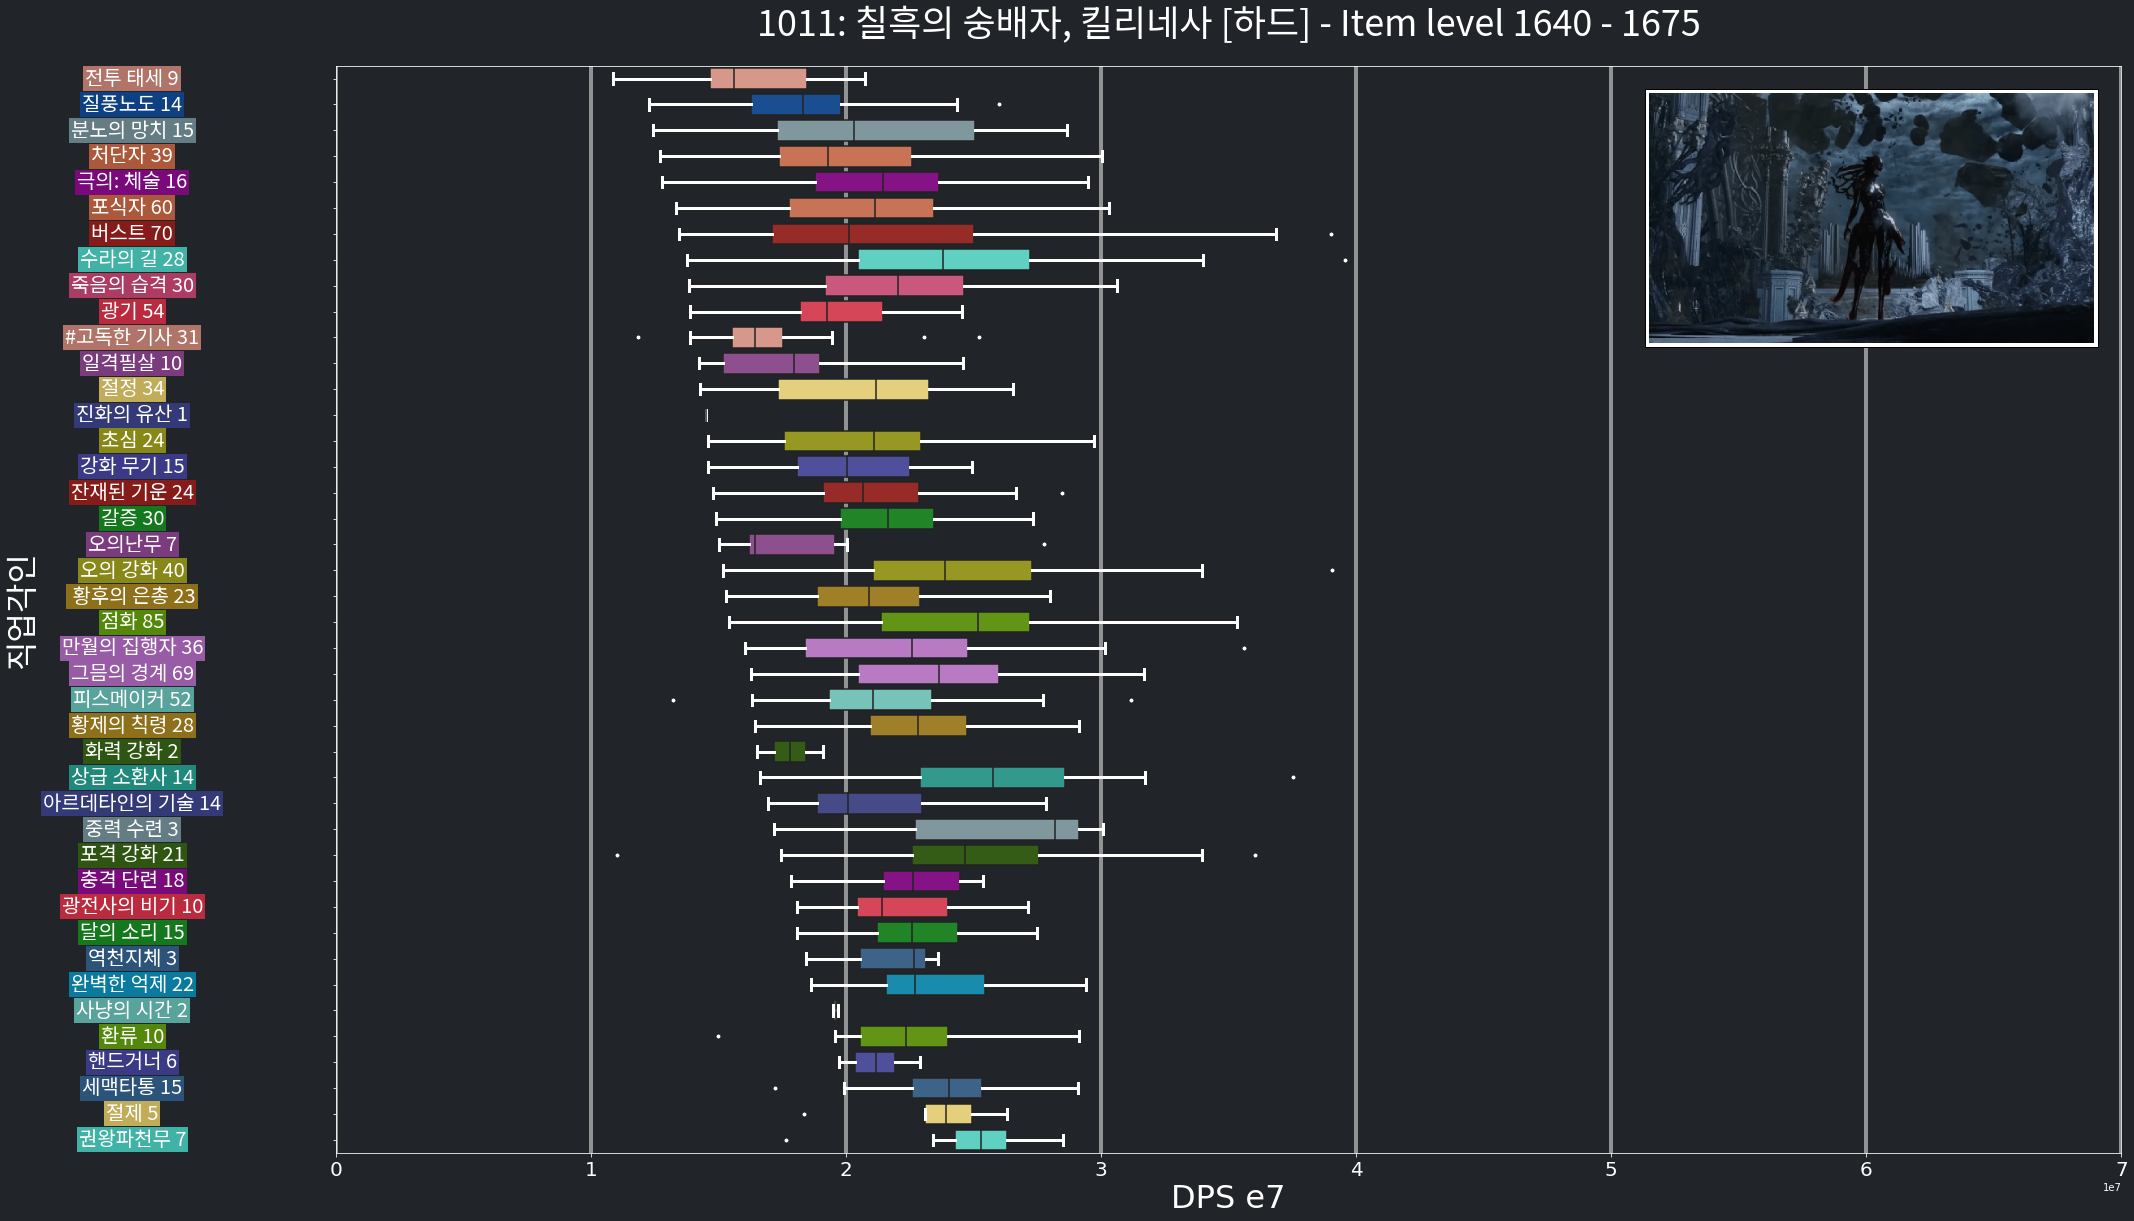 1011: 칠흑의 숭배자, 킬리네사 [하드] - Item level 1640 - 1675
직업각인
전투 태세 9
질풍노도 14
분노의 망치 15
처단자 39
극의: 체술 16
포식자 60
버스트 70
수라의 길 28
죽음의 습격 30
광기 54
#고독한 기사 31
일격필살 10
절정 34
진화의 유산 1
초심 24
강화 무기 15
잔재된 기운 24
갈증 30
오의난무 7
오의 강화 40
황후의 은총 23
점화 85
만월의 집행자 36
그믐의 경계 69
피스메이커 52
황제의 칙령 28
화력 강화 2
상급 소환사 14
아르데타인의 기술 14
중력 수련 3
포격 강화 21
충격 단련 18
광전사의 비기 10
달의 소리 15
역천지체 3
완벽한 억제 22
사냥의 시간 2
환류 10
핸드거너 6
세맥타통 15
절제 5
권왕파천무 7
0 1 2 3 4 5 6 7
1e7
DPS e7